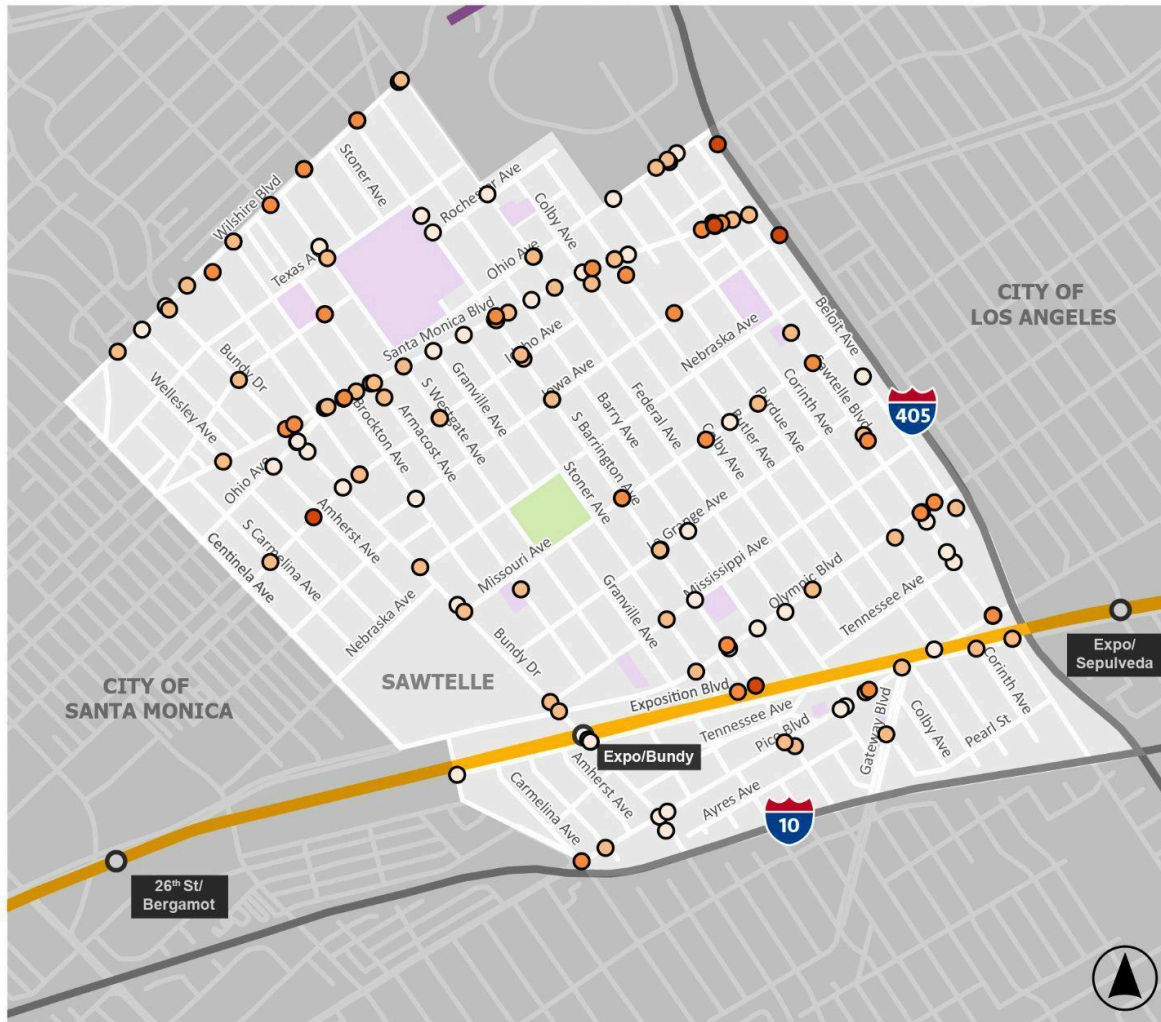 Stoner Ave
Rochester Ave
Colby Ave
Wilshire Blvd
Ohio Ave
Texas Ave
CITY OF
LOS ANGELES
Santa Monica Blvd
Beloit Ave
Idaho Ave
Nebraska Ave
Bundy Dr
Granville Ave
Iowa Ave
Sawtelle Blvd
Wellesley Ave
S Westgate Ave
Corinth Ave
405
Brockton Ave
Armacost Ave
Barry Ave
Federal Ave
Purdue Ave
Butler Ave
Colby Ave
S Barrington Ave
Ohio Ave
Stoner Ave
Amherst Ave
La Grange Ave
S Carmelina Ave
Centinela Ave
Missouri Ave
Mississippi Ave
Olympic Blvd
Nebraska Ave
Granville Ave
Tennessee Ave
Bundy Dr
Expo/
Sepulveda
SAWTELLE
CITY OF
SANTA MONICA
Exposition Blvd
Corinth Ave
Tennessee Ave
Pico Blvd
Gateway Blvd
Colby Ave
Pearl St
Expo/Bundy
Amherst Ave
Carmelina Ave
Ayres Ave
10
26th St/
Bergamot